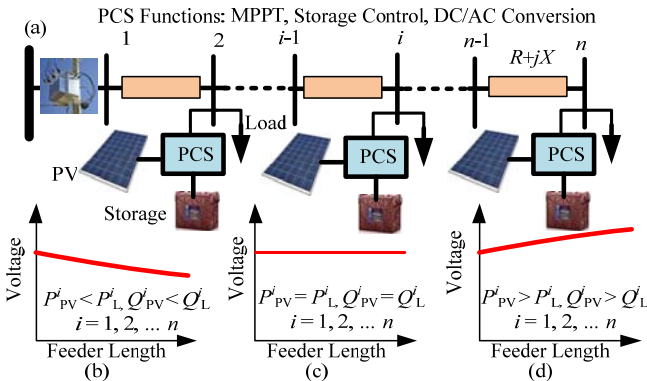 PCS Functions: MPPT, Storage Control, DC/AC Conversion
(a)
1 2 i-1 i n-1 n
R+jX
Load
PV PCS PCS PCS
Storage
Voltage
P^i_PV < P^i_L, Q^i_PV < Q^i_L
i = 1, 2, ... n
Feeder Length
(b)
Voltage
P^i_PV = P^i_L, Q^i_PV = Q^i_L
i = 1, 2, ... n
Feeder Length
(c)
Voltage
P^i_PV > P^i_L, Q^i_PV > Q^i_L
i = 1, 2, ... n
Feeder Length
(d)